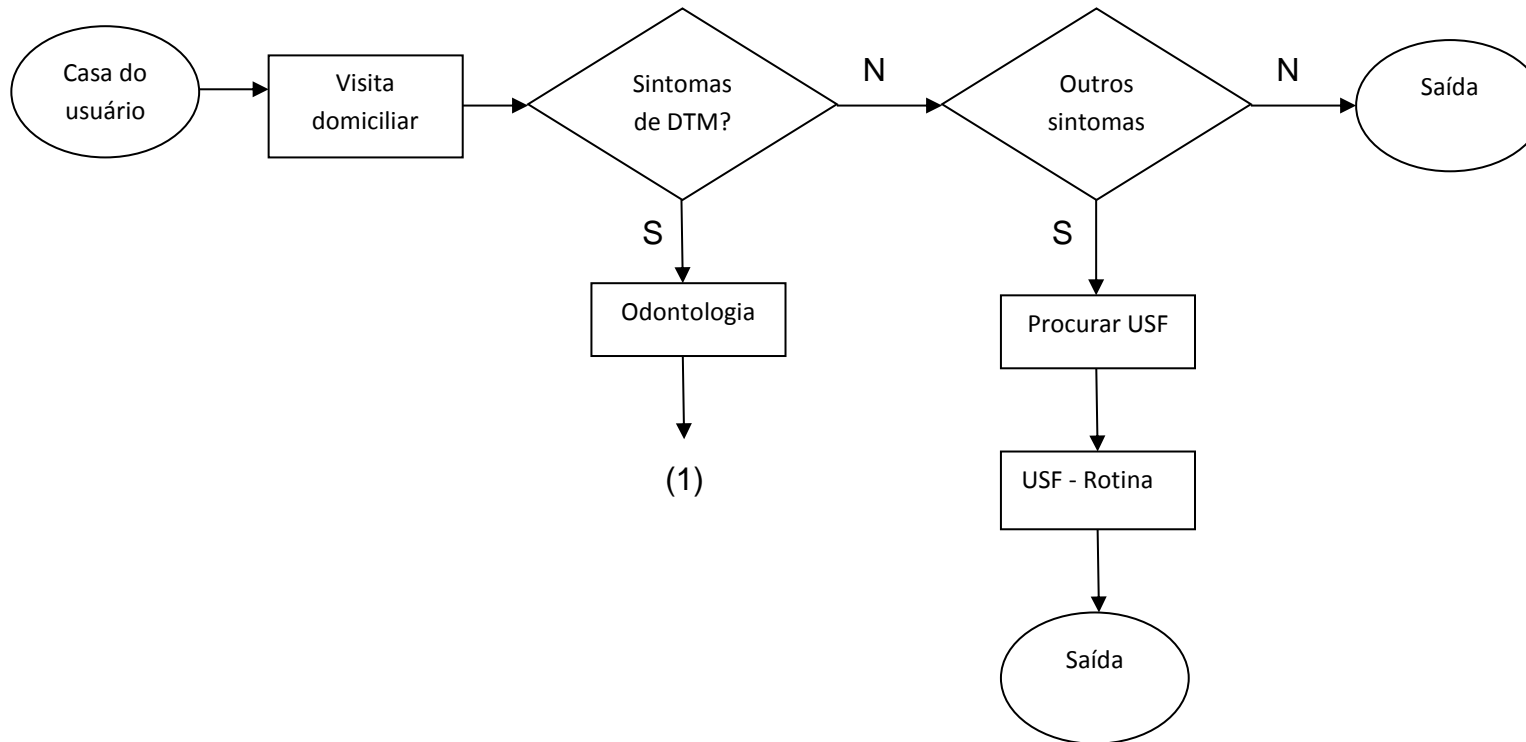 Casa do
usuário
Visita
domiciliar
Sintomas
de DTM?
N
Outros
sintomas
N
Saída
S
S
Odontologia
Procurar USF
(1)
USF - Rotina
Saída